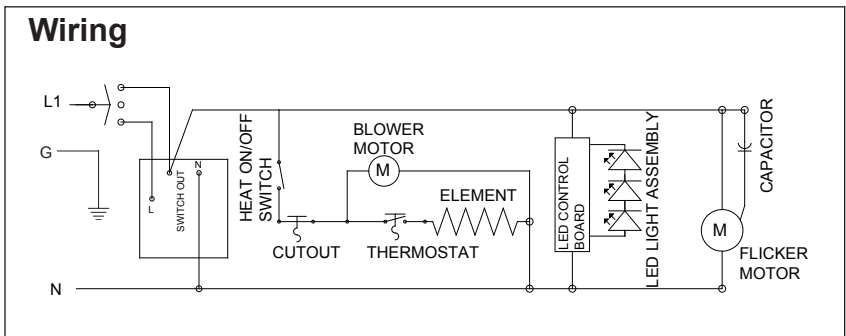 Wiring
L1
G
N
L
SWITCH OUT
N
HEAT ON/OFF
SWITCH
CUTOUT
BLOWER
MOTOR
M
THERMOSTAT
ELEMENT
LED CONTROL
BOARD
LED LIGHT ASSEMBLY
CAPACITOR
M
FLICKER
MOTOR